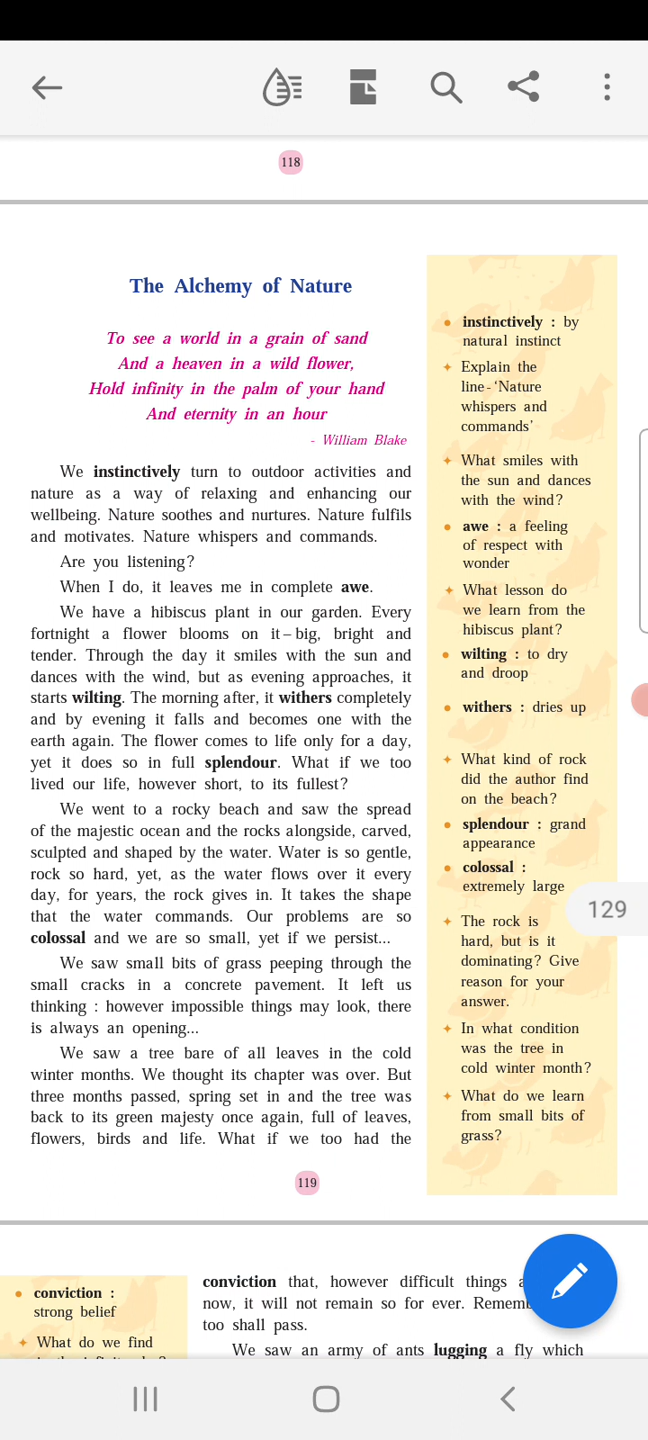 118
The Alchemy of Nature
To see a world in a grain of sand
And a heaven in a wild flower,
Hold infinity in the palm of your hand
And eternity in an hour
- William Blake
We instinctively turn to outdoor activities and
nature as a way of relaxing and enhancing our
wellbeing. Nature soothes and nurtures. Nature fulfils
and motivates. Nature whispers and commands.
Are you listening?
When I do, it leaves me in complete awe.
We have a hibiscus plant in our garden. Every
fortnight a flower blooms on it – big, bright and
tender. Through the day it smiles with the sun and
dances with the wind, but as evening approaches, it
starts wilting. The morning after, it withers completely
and by evening it falls and becomes one with the
earth again. The flower comes to life only for a day,
yet it does so in full splendour. What if we too
lived our life, however short, to its fullest?
We went to a rocky beach and saw the spread
of the majestic ocean and the rocks alongside, carved,
sculpted and shaped by the water. Water is so gentle,
rock so hard, yet, as the water flows over it every
day, for years, the rock gives in. It takes the shape
that the water commands. Our problems are so
colossal and we are so small, yet if we persist...
We saw small bits of grass peeping through the
small cracks in a concrete pavement. It left us
thinking : however impossible things may look, there
is always an opening...
We saw a tree bare of all leaves in the cold
winter months. We thought its chapter was over. But
three months passed, spring set in and the tree was
back to its green majesty once again, full of leaves,
flowers, birds and life. What if we too had the
119
• instinctively : by
natural instinct
✦ Explain the
line - ‘Nature
whispers and
commands’
✦ What smiles with
the sun and dances
with the wind?
• awe : a feeling
of respect with
wonder
✦ What lesson do
we learn from the
hibiscus plant?
• wilting : to dry
and droop
• withers : dries up
✦ What kind of rock
did the author find
on the beach?
• splendour : grand
appearance
• colossal :
extremely large
129
✦ The rock is
hard, but is it
dominating? Give
reason for your
answer.
✦ In what condition
was the tree in
cold winter month?
✦ What do we learn
from small bits of
grass?
• conviction :
strong belief
✦ What do we find
conviction that, however difficult things
now, it will not remain so for ever.
too shall pass.
We saw an army of ants lugging a fly which